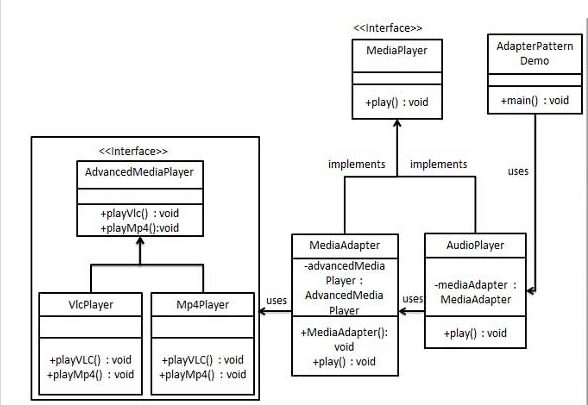 <<Interface>>
MediaPlayer
+play() : void
AdapterPattern
Demo
+main() : void
implements
implements
uses
<<Interface>>
AdvancedMediaPlayer
+playVlc() : void
+playMp4():void
VlcPlayer
+playVLC() : void
+playMp4() : void
Mp4Player
+playVLC() : void
+playMp4() : void
uses
MediaAdapter
-advancedMedia
Player :
AdvancedMedia
Player
+MediaAdapter():
void
+play() : void
uses
AudioPlayer
-mediaAdapter :
MediaAdapter
+play() : void